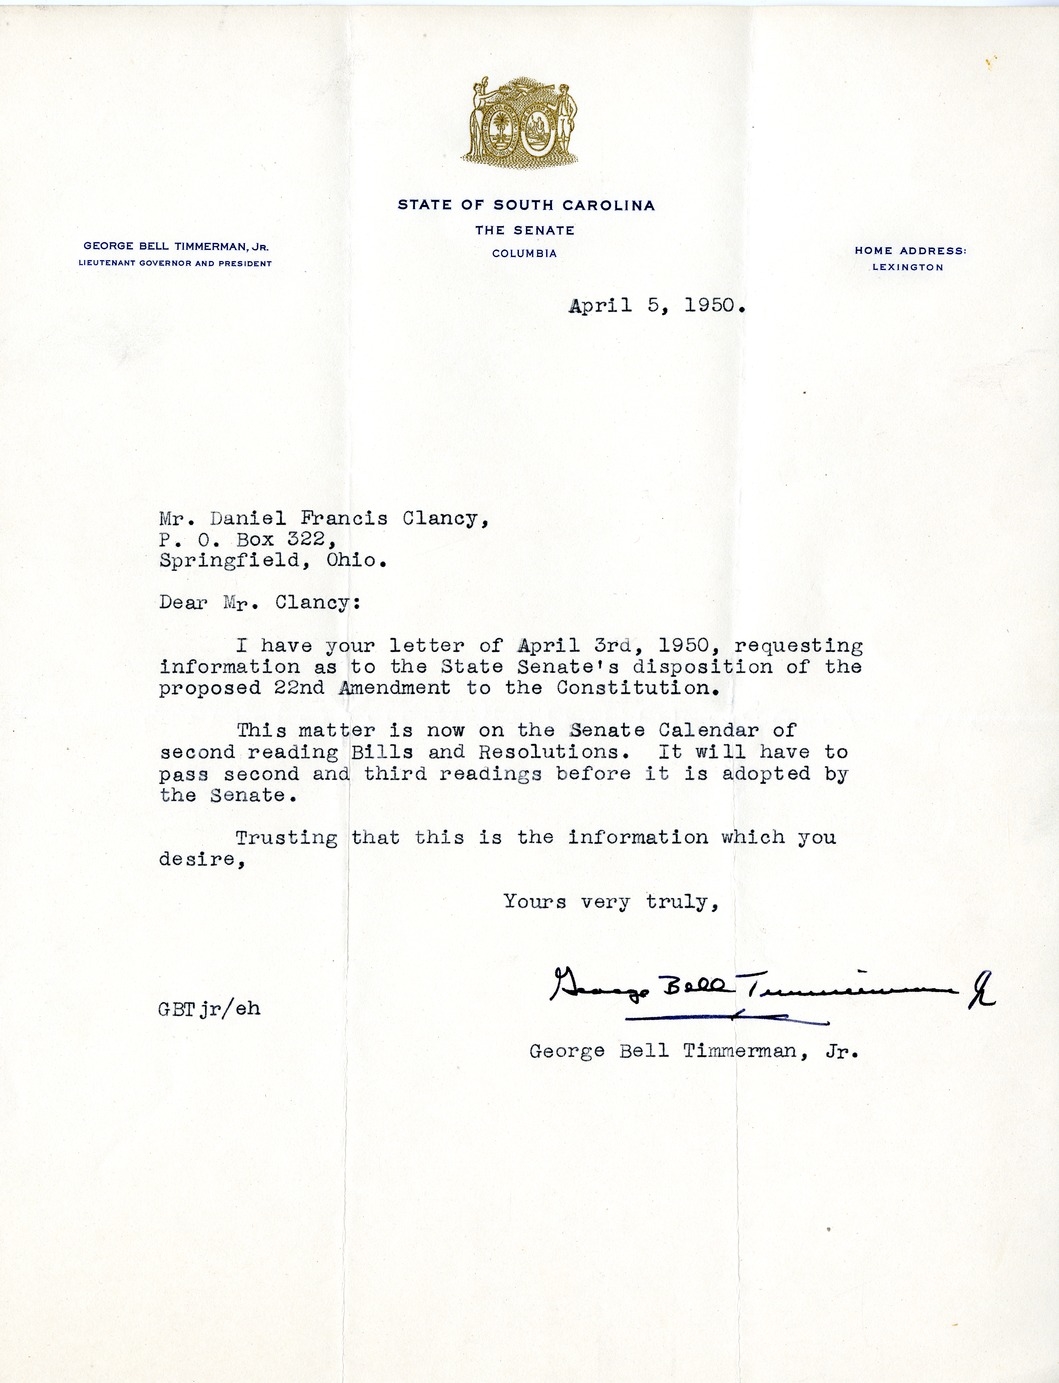 STATE OF SOUTH CAROLINA
THE SENATE
COLUMBIA
GEORGE BELL TIMMERMAN, JR.
LIEUTENANT GOVERNOR AND PRESIDENT
HOME ADDRESS:
LEXINGTON
April 5, 1950.
Mr. Daniel Francis Clancy,
P. O. Box 322,
Springfield, Ohio.
Dear Mr. Clancy:
I have your letter of April 3rd, 1950, requesting
information as to the State Senate's disposition of the
proposed 22nd Amendment to the Constitution.
This matter is now on the Senate Calendar of
second reading Bills and Resolutions. It will have to
pass second and third readings before it is adopted by
the Senate.
Trusting that this is the information which you
desire,
Yours very truly,
George Bell Timmerman Jr
GBTjr/eh
George Bell Timmerman, Jr.